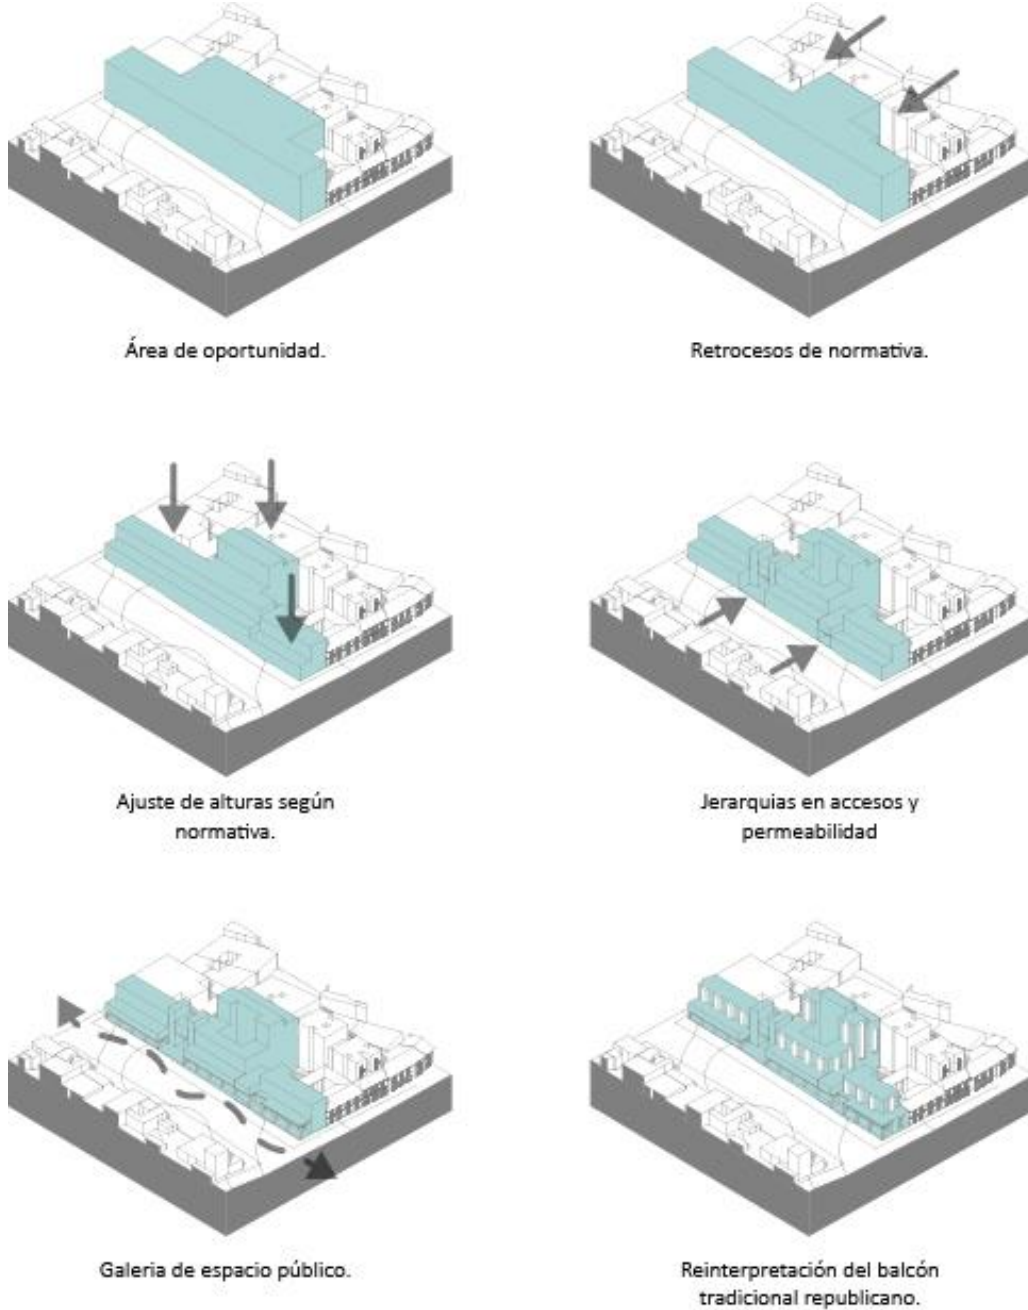 Área de oportunidad.
Retrocesos de normativa.
Ajuste de alturas según
normativa.
Jerarquias en accesos y
permeabilidad
Galeria de espacio público.
Reinterpretación del balcón
tradicional republicano.